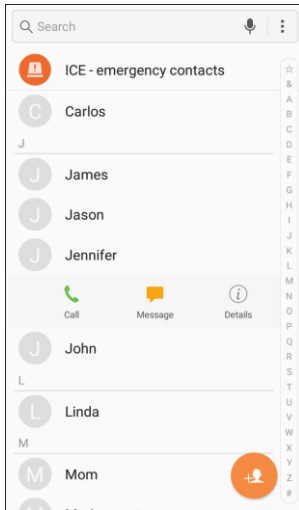 Search
ICE - emergency contacts
C Carlos
J
J James
J Jason
J Jennifer
Call Message Details
J John
L
L Linda
M
M Mom
&
A
B
C
D
E
F
G
H
I
J
K
L
M
N
O
P
Q
R
S
T
U
V
W
X
Y
Z
#